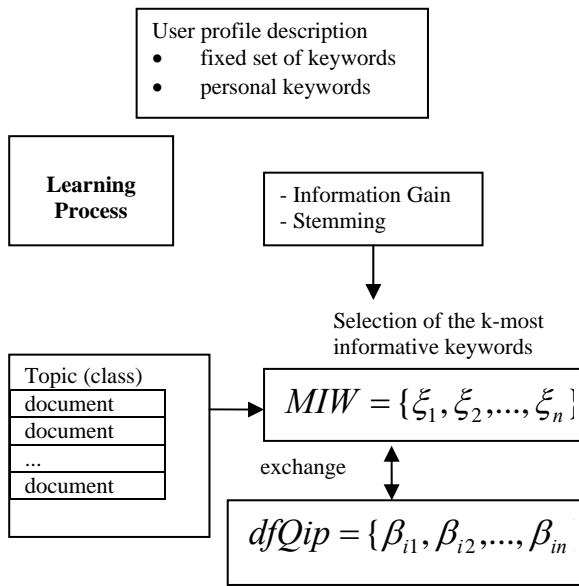 User profile description
• fixed set of keywords
• personal keywords
Learning
Process
- Information Gain
- Stemming
Selection of the k-most
informative keywords
Topic (class)
document
document
...
document
MIW = {ξ₁, ξ₂,..., ξₙ}
exchange
dfQip = {βᵢ₁, βᵢ₂,..., βᵢₙ}